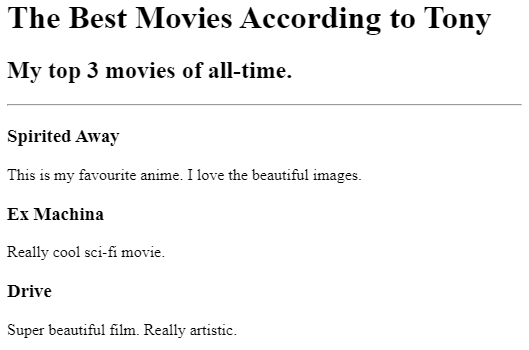 The Best Movies According to Tony
My top 3 movies of all-time.
Spirited Away
This is my favourite anime. I love the beautiful images.
Ex Machina
Really cool sci-fi movie.
Drive
Super beautiful film. Really artistic.